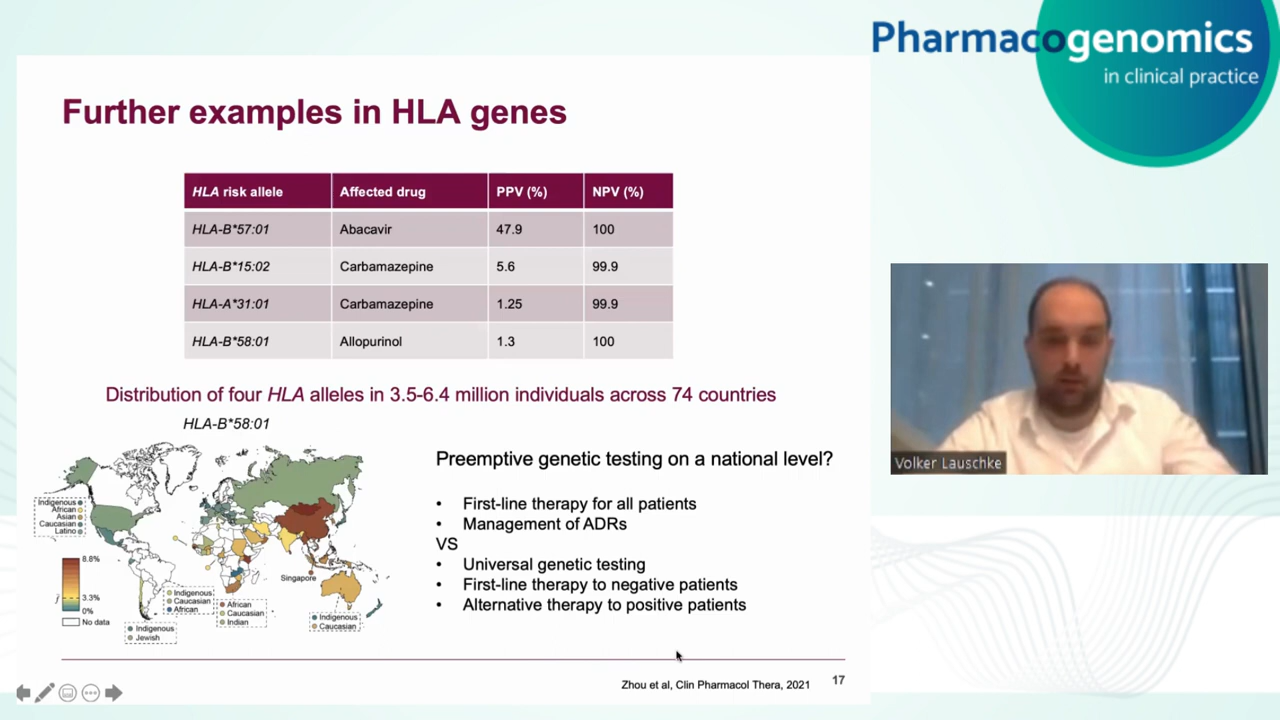 Pharmacogenomics
in clinical practice
Further examples in HLA genes
HLA risk allele Affected drug PPV (%) NPV (%)
HLA-B*57:01 Abacavir 47.9 100
HLA-B*15:02 Carbamazepine 5.6 99.9
HLA-A*31:01 Carbamazepine 1.25 99.9
HLA-B*58:01 Allopurinol 1.3 100
Distribution of four HLA alleles in 3.5-6.4 million individuals across 74 countries
HLA-B*58:01
Indigenous
African
Asian
Caucasian
Latino
8.8%
3.3%
0%
No data
Indigenous
Jewish
Indigenous
Caucasian
African
African
Caucasian
Indian
Singapore
Indigenous
Caucasian
Preemptive genetic testing on a national level?
• First-line therapy for all patients
• Management of ADRs
VS
• Universal genetic testing
• First-line therapy to negative patients
• Alternative therapy to positive patients
Zhou et al, Clin Pharmacol Thera, 2021
17
Volker Lauschke